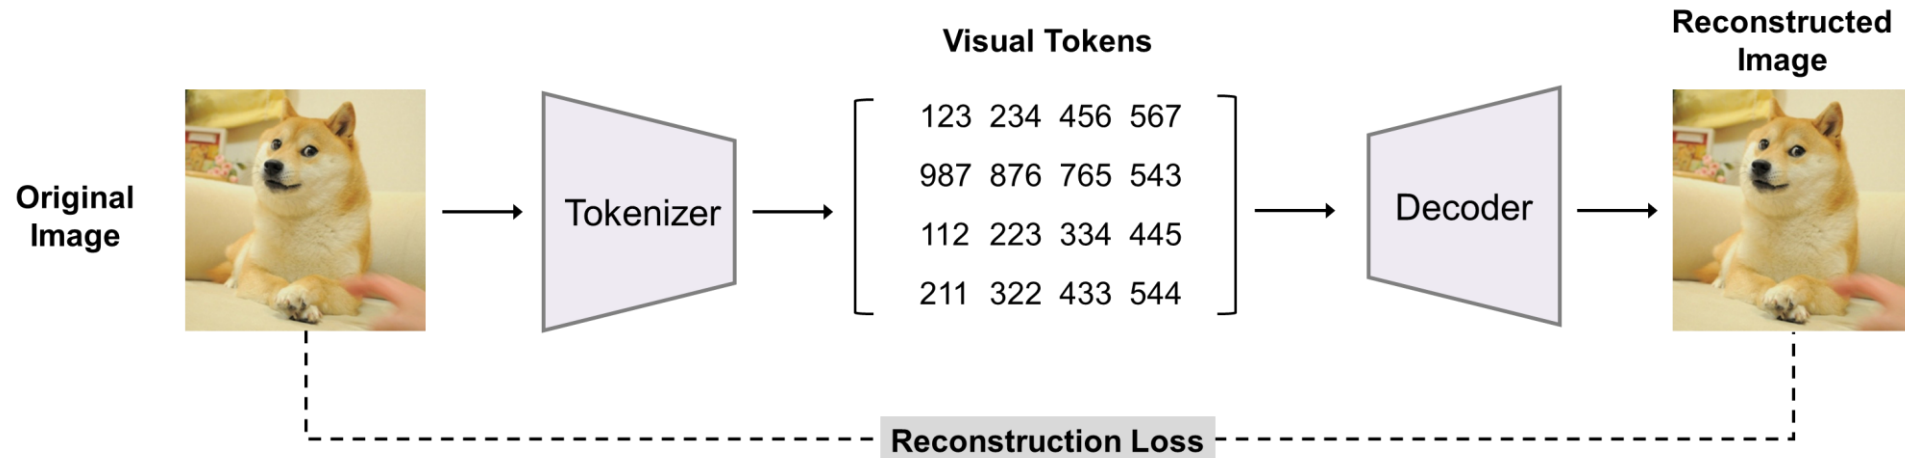 Original
Image
Tokenizer
Visual Tokens
123 234 456 567
987 876 765 543
112 223 334 445
211 322 433 544
Decoder
Reconstructed
Image
Reconstruction Loss